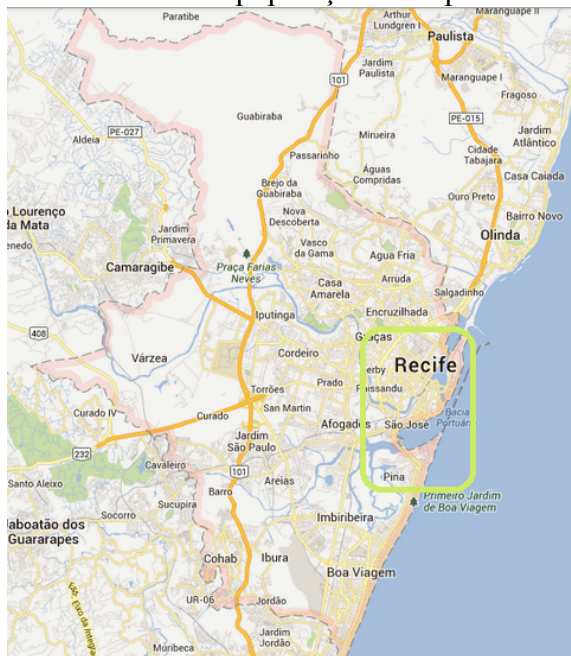 Paratibe
Arthur
Lundgren I
Maranguape II
Paulista
Jardim
Paulista
101
Maranguape I
Guabiraba
Fragoso
PE-015
PE-027
Mirueira
Jardim
Atlântico
Aldeia
Passarinho
Cidade
Tabajara
Águas
Compridas
Casa Caiada
Brejo da
Guabiraba
Ouro Preto
Lourenço
da Mata
Nova
Descoberta
Bairro Novo
Jardim
Primavera
Olinda
Vasco
da Gama
Agua Fria
Camaragibe
Praça Farias
Neves
Casa
Amarela
Arruda
Salgadinho
Iputinga
Encruzilhada
408
Graças
Várzea
Cordeiro
Recife
erby
Prado
Paissandu
Torrões
Curado IV
San Martin
Bacia
Portuária
Curado
Afogados
São José
232
Jardim
São Paulo
Cavaleiro
101
Pina
Santo Aleixo
Barro
Areias
Primeiro Jardim
de Boa Viagem
Sucupira
Socorro
Jaboatão dos
Guararapes
Imbiribeira
Cohab
Ibura
Boa Viagem
UR-06
Jordão
Jardim
Jordão
Muribeca